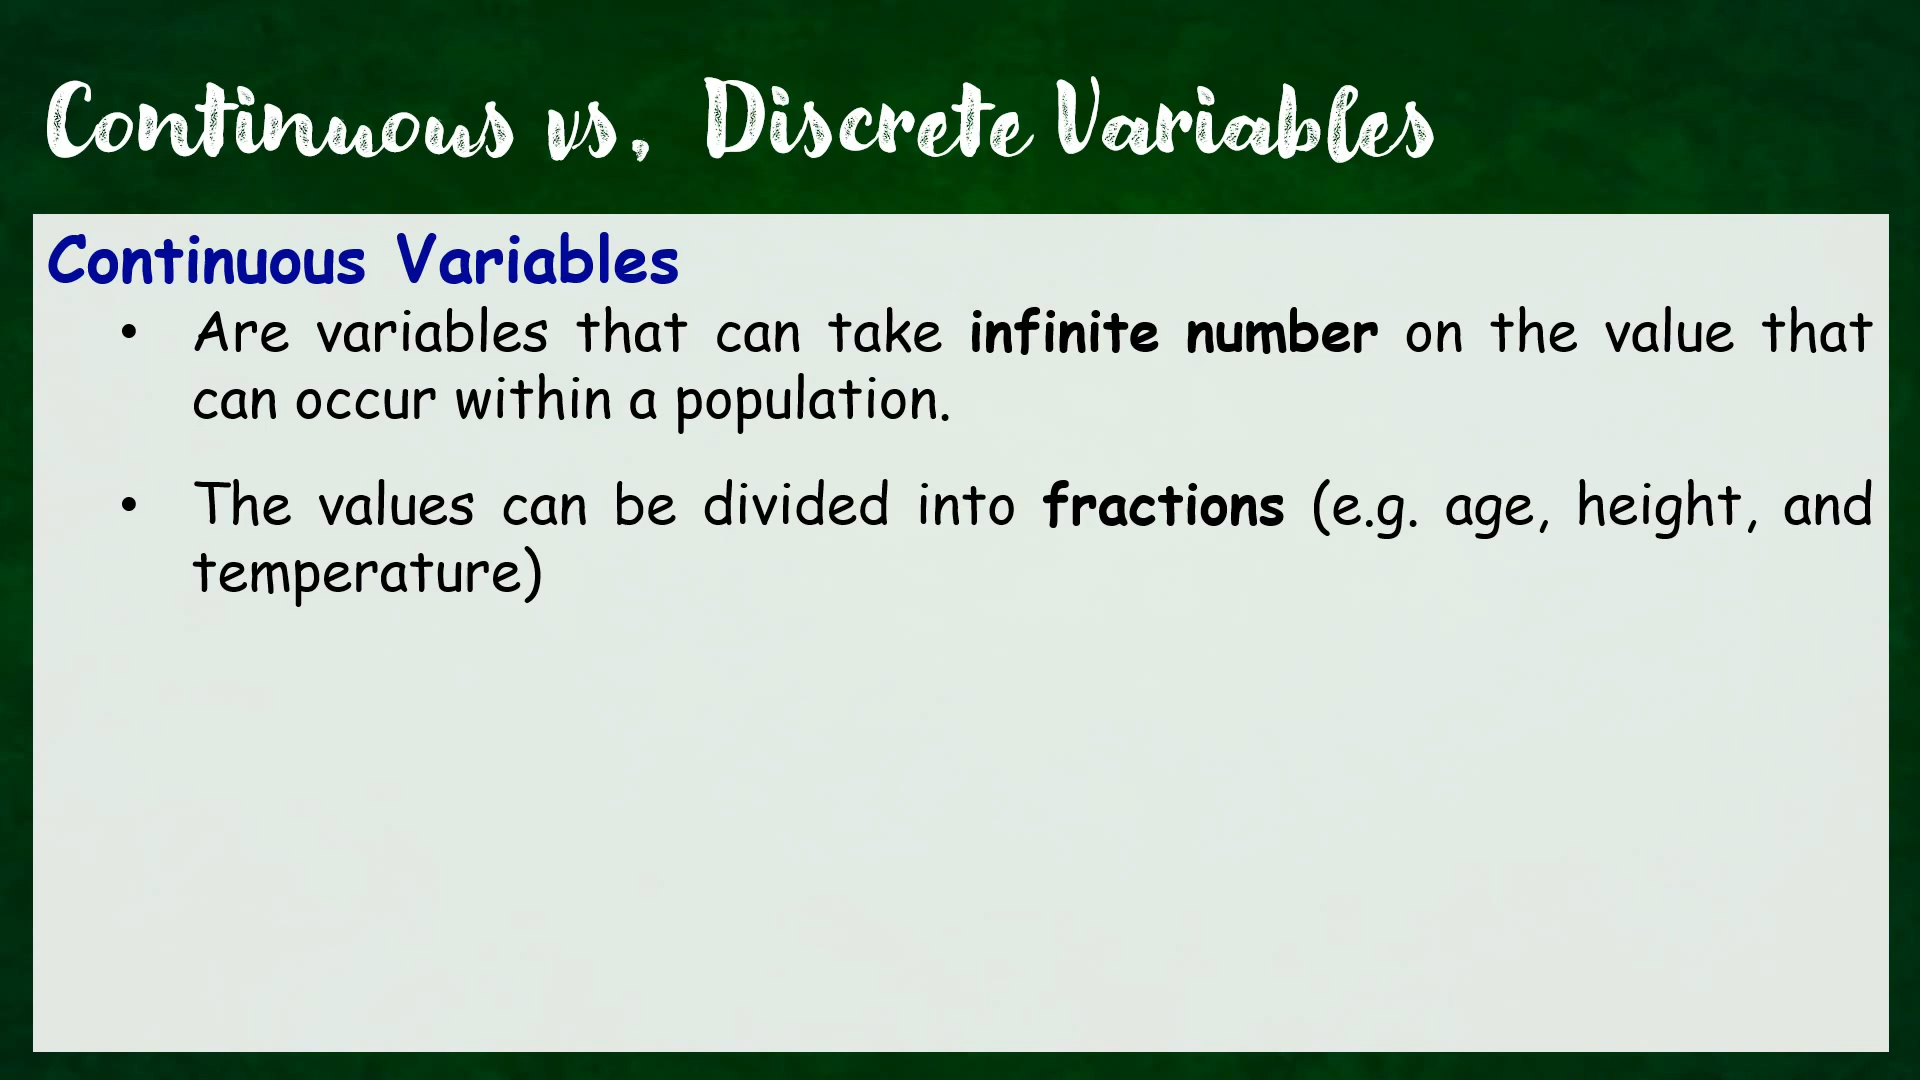 Continuous vs. Discrete Variables
Continuous Variables
• Are variables that can take infinite number on the value that
can occur within a population.
• The values can be divided into fractions (e.g. age, height, and
temperature)